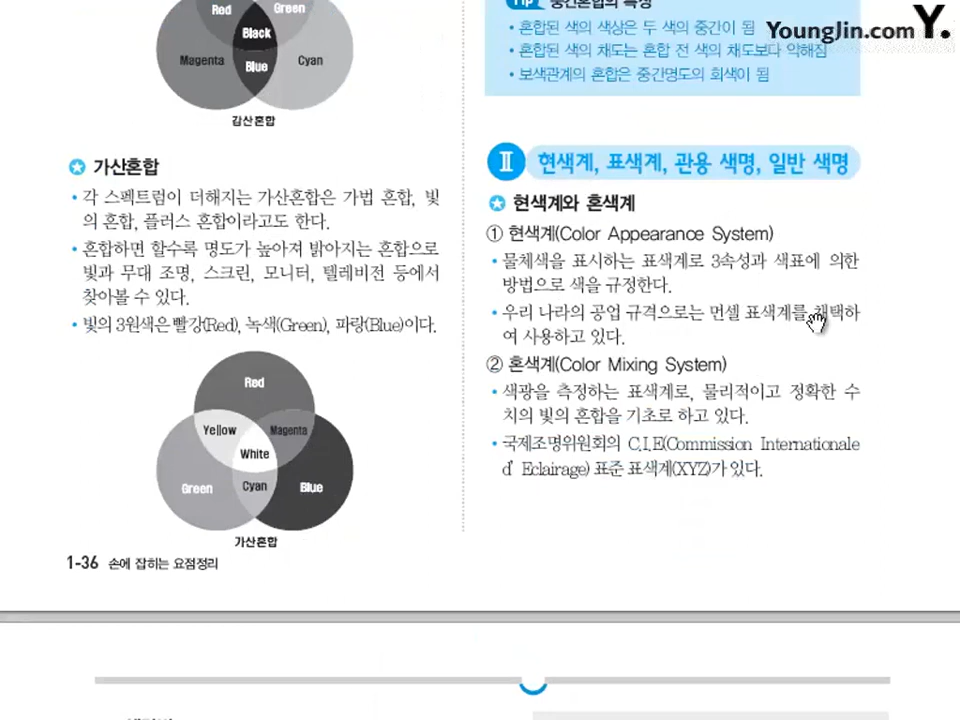 Red
Green
Black
Magenta
Blue
Cyan
감산혼합
가산혼합
• 각 스펙트럼이 더해지는 가산혼합은 가법 혼합, 빛
의 혼합, 플러스 혼합이라고도 한다.
• 혼합하면 할수록 명도가 높아져 밝아지는 혼합으로
빛과 무대 조명, 스크린, 모니터, 텔레비전 등에서
찾아볼 수 있다.
• 빛의 3원색은 빨강(Red), 녹색(Green), 파랑(Blue)이다.
Red
Yellow
Magenta
White
Green
Cyan
Blue
가산혼합
1-36 손에 잡히는 요점정리
Tip 중간혼합의 특징
• 혼합된 색의 색상은 두 색의 중간이 됨
• 혼합된 색의 채도는 혼합 전 색의 채도보다 약해짐
• 보색관계의 혼합은 중간명도의 회색이 됨
YoungJin.com Y.
Ⅱ 현색계, 표색계, 관용 색명, 일반 색명
현색계와 혼색계
① 현색계(Color Appearance System)
• 물체색을 표시하는 표색계로 3속성과 색표에 의한
방법으로 색을 규정한다.
• 우리 나라의 공업 규격으로는 먼셀 표색계를 채택하
여 사용하고 있다.
② 혼색계(Color Mixing System)
• 색광을 측정하는 표색계로, 물리적이고 정확한 수
치의 빛의 혼합을 기초로 하고 있다.
• 국제조명위원회의 C.I.E(Commission Internationale
d' Eclairage) 표준 표색계(XYZ)가 있다.